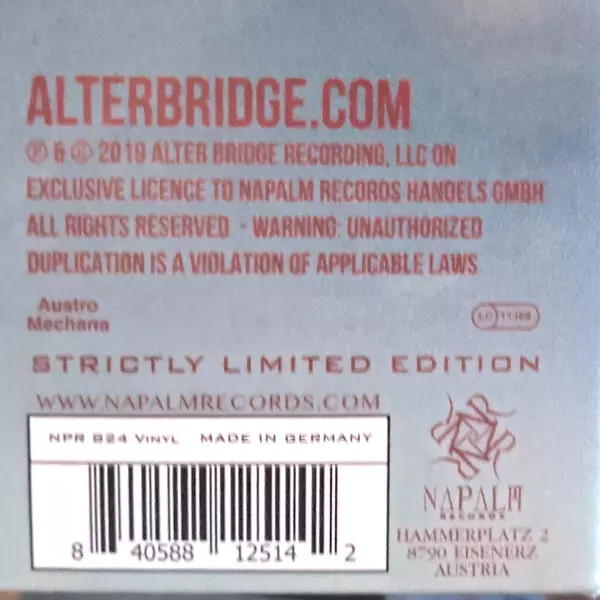 ALTERBRIDGE.COM
℗ & © 2019 ALTER BRIDGE RECORDING, LLC ON
EXCLUSIVE LICENCE TO NAPALM RECORDS HANDELS GMBH
ALL RIGHTS RESERVED - WARNING: UNAUTHORIZED
DUPLICATION IS A VIOLATION OF APPLICABLE LAWS
Austro
Mechana
LC
STRICTLY LIMITED EDITION
WWW.NAPALMRECORDS.COM
NPR 824 VINYL MADE IN GERMANY
8 40588 12514 2
NAPALM
RECORDS
HAMMERPLATZ 2
8790 EISENERZ
AUSTRIA